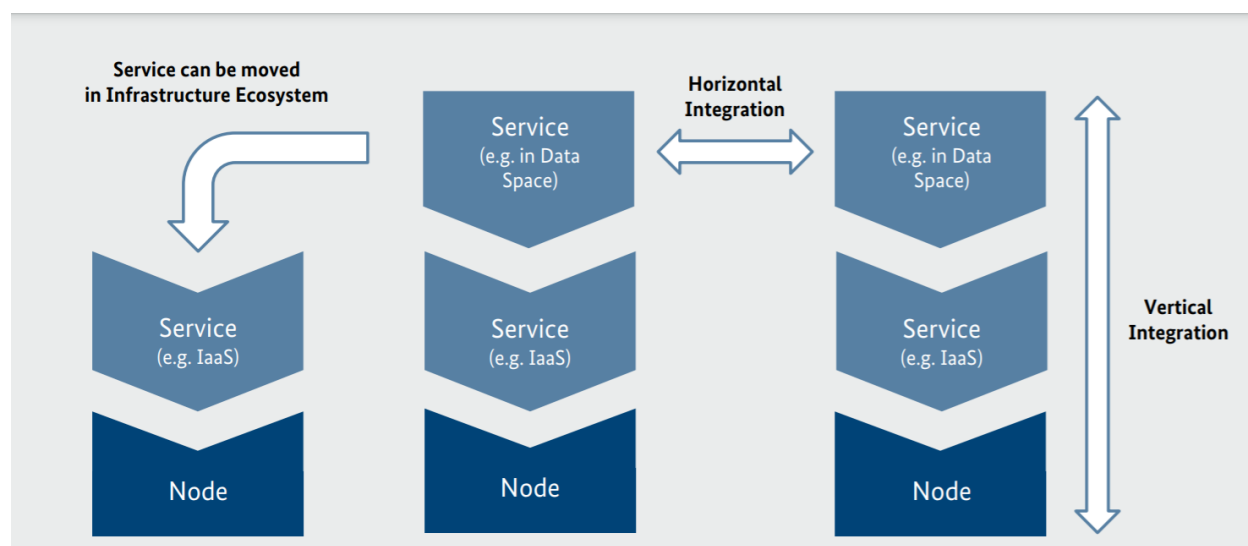 Service can be moved
in Infrastructure Ecosystem
Service
(e.g. in Data
Space)
Horizontal
Integration
Service
(e.g. in Data
Space)
Service
(e.g. IaaS)
Service
(e.g. IaaS)
Service
(e.g. IaaS)
Vertical
Integration
Node
Node
Node